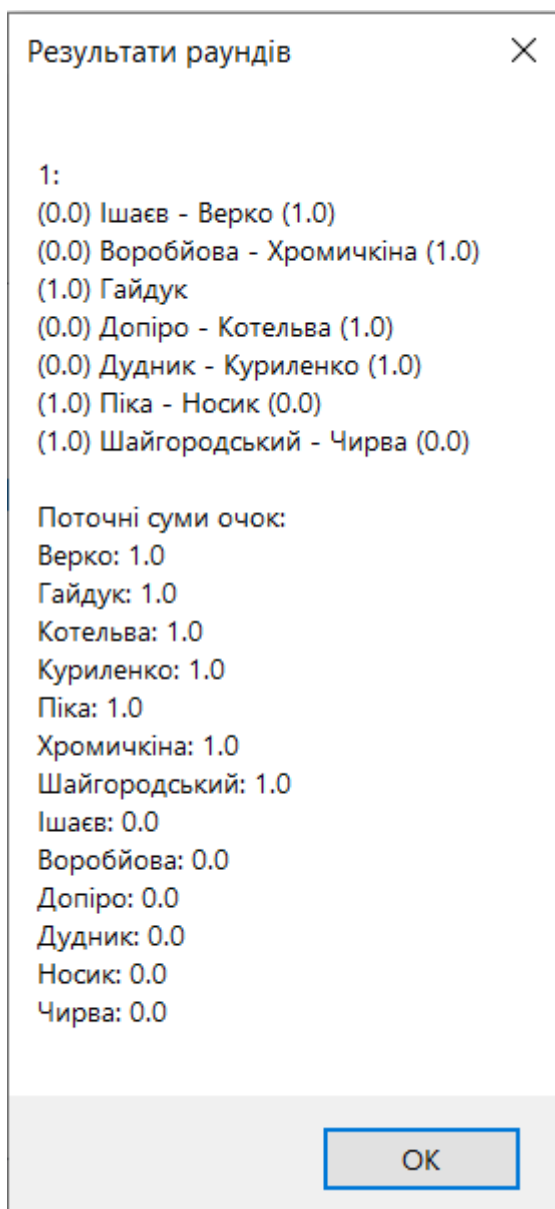 Результати раундів
1:
(0.0) Ішаєв - Верко (1.0)
(0.0) Воробйова - Хромичкіна (1.0)
(1.0) Гайдук
(0.0) Допіро - Котельва (1.0)
(0.0) Дудник - Куриленко (1.0)
(1.0) Піка - Носик (0.0)
(1.0) Шайгородський - Чирва (0.0)
Поточні суми очок:
Верко: 1.0
Гайдук: 1.0
Котельва: 1.0
Куриленко: 1.0
Піка: 1.0
Хромичкіна: 1.0
Шайгородський: 1.0
Ішаєв: 0.0
Воробйова: 0.0
Допіро: 0.0
Дудник: 0.0
Носик: 0.0
Чирва: 0.0
OK